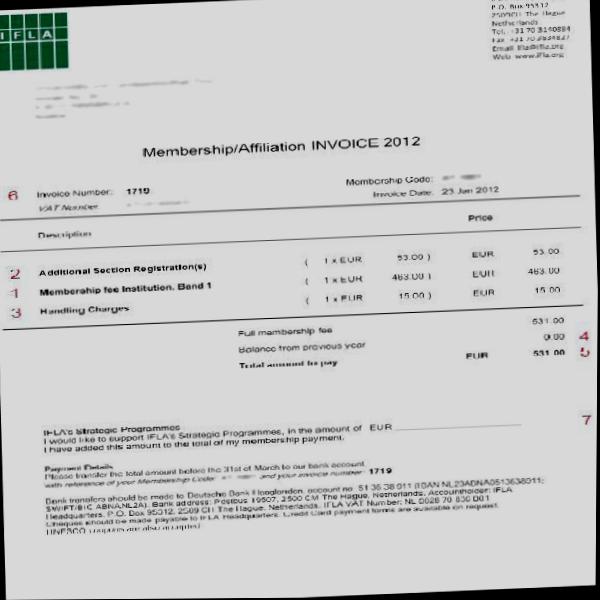 IFLA
P.O. Box 95312
2509CH The Hague
Netherlands
Tel. +31 70 3140884
Fax +31 70 3834827
Email ifla@ifla.org
Web www.ifla.org
Membership/Affiliation INVOICE 2012
Membership Code:
6 Invoice Number: 1719
Invoice Date: 23 Jan 2012
VAT Number
Description Price
2 Additional Section Registration(s) ( 1 x EUR 53.00 ) EUR 53.00
1 Membership fee Institution, Band 1 ( 1 x EUR 463.00 ) EUR 463.00
3 Handling Charges ( 1 x EUR 15.00 ) EUR 15.00
Full membership fee 531.00
Balance from previous year 0.00 4
Total amount to pay EUR 531.00 5
7
IFLA's Strategic Programmes
I would like to support IFLA's Strategic Programmes, in the amount of EUR
I have added this amount to the total of my membership payment.
Payment Details
Please transfer the total amount before the 31st of March to our bank account
with reference of your Membership Code: and your invoice number: 1719
Bank transfers should be made to Deutsche Bank Nederland, account no. 51 36 38 911 (IBAN NL23ABNA0513638911;
SWIFT/BIC ABNANL2A). Bank address: Postbus 19507, 2500 CM The Hague, Netherlands. Accountholder: IFLA
Headquarters, P.O. Box 95312, 2509 CH The Hague, Netherlands. IFLA VAT Number: NL
Cheques should be made payable to IFLA Headquarters. Credit Card payment forms are available on request.
UNESCO coupons are also accepted